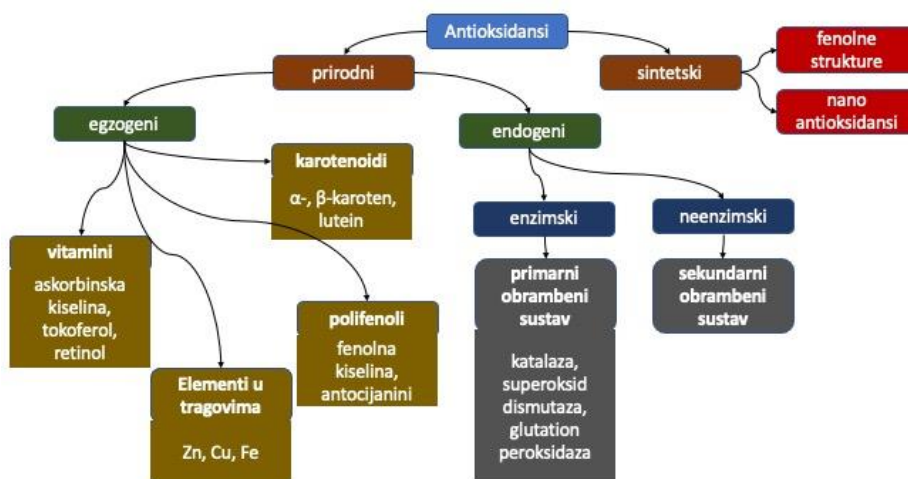 Antioksidansi
prirodni
sintetski
fenolne
strukture
nano
antioksidansi
egzogeni
endogeni
karotenoidi
α-, β-karoten,
lutein
enzimski
neenzimski
vitamini
askorbinska
kiselina,
tokoferol,
retinol
Elementi u
tragovima
Zn, Cu, Fe
polifenoli
fenolna
kiselina,
antocijanini
primarni
obrambeni
sustav
katalaza,
superoksid
dismutaza,
glutation
peroksidaza
sekundarni
obrambeni
sustav